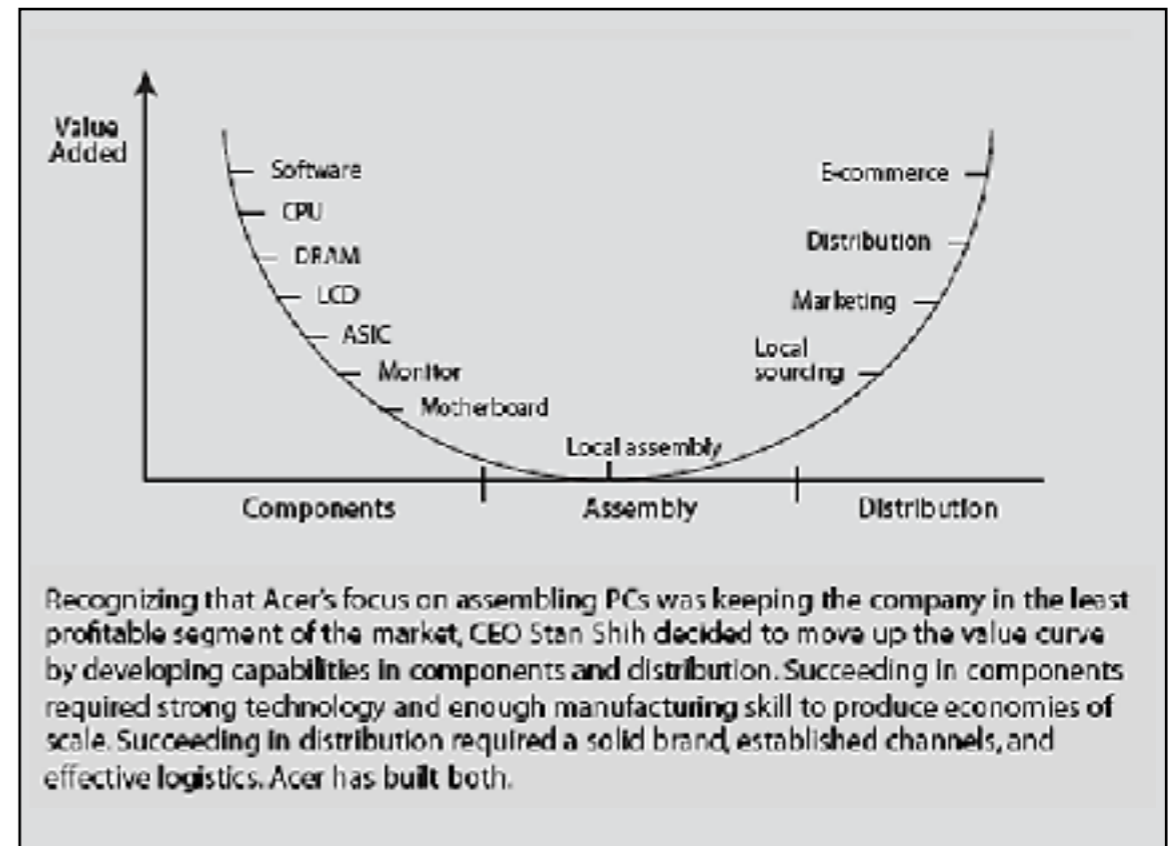 Value
Added
Software
CPU
DRAM
LCD
ASIC
Monitor
Motherboard
Local assembly
Local
sourcing
Marketing
Distribution
E-commerce
Components
Assembly
Distribution
Recognizing that Acer's focus on assembling PCs was keeping the company in the least
profitable segment of the market, CEO Stan Shih decided to move up the value curve
by developing capabilities in components and distribution. Succeeding in components
required strong technology and enough manufacturing skill to produce economies of
scale. Succeeding in distribution required a solid brand, established channels, and
effective logistics. Acer has built both.